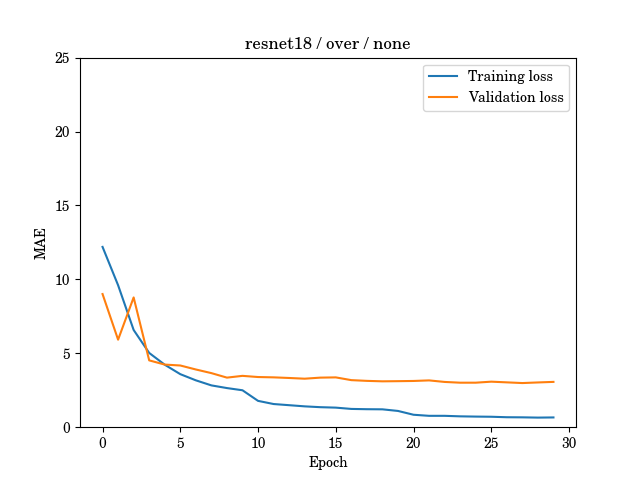 resnet18 / over / none
25
20
15
10
5
0
MAE
Training loss
Validation loss
0 5 10 15 20 25 30
Epoch